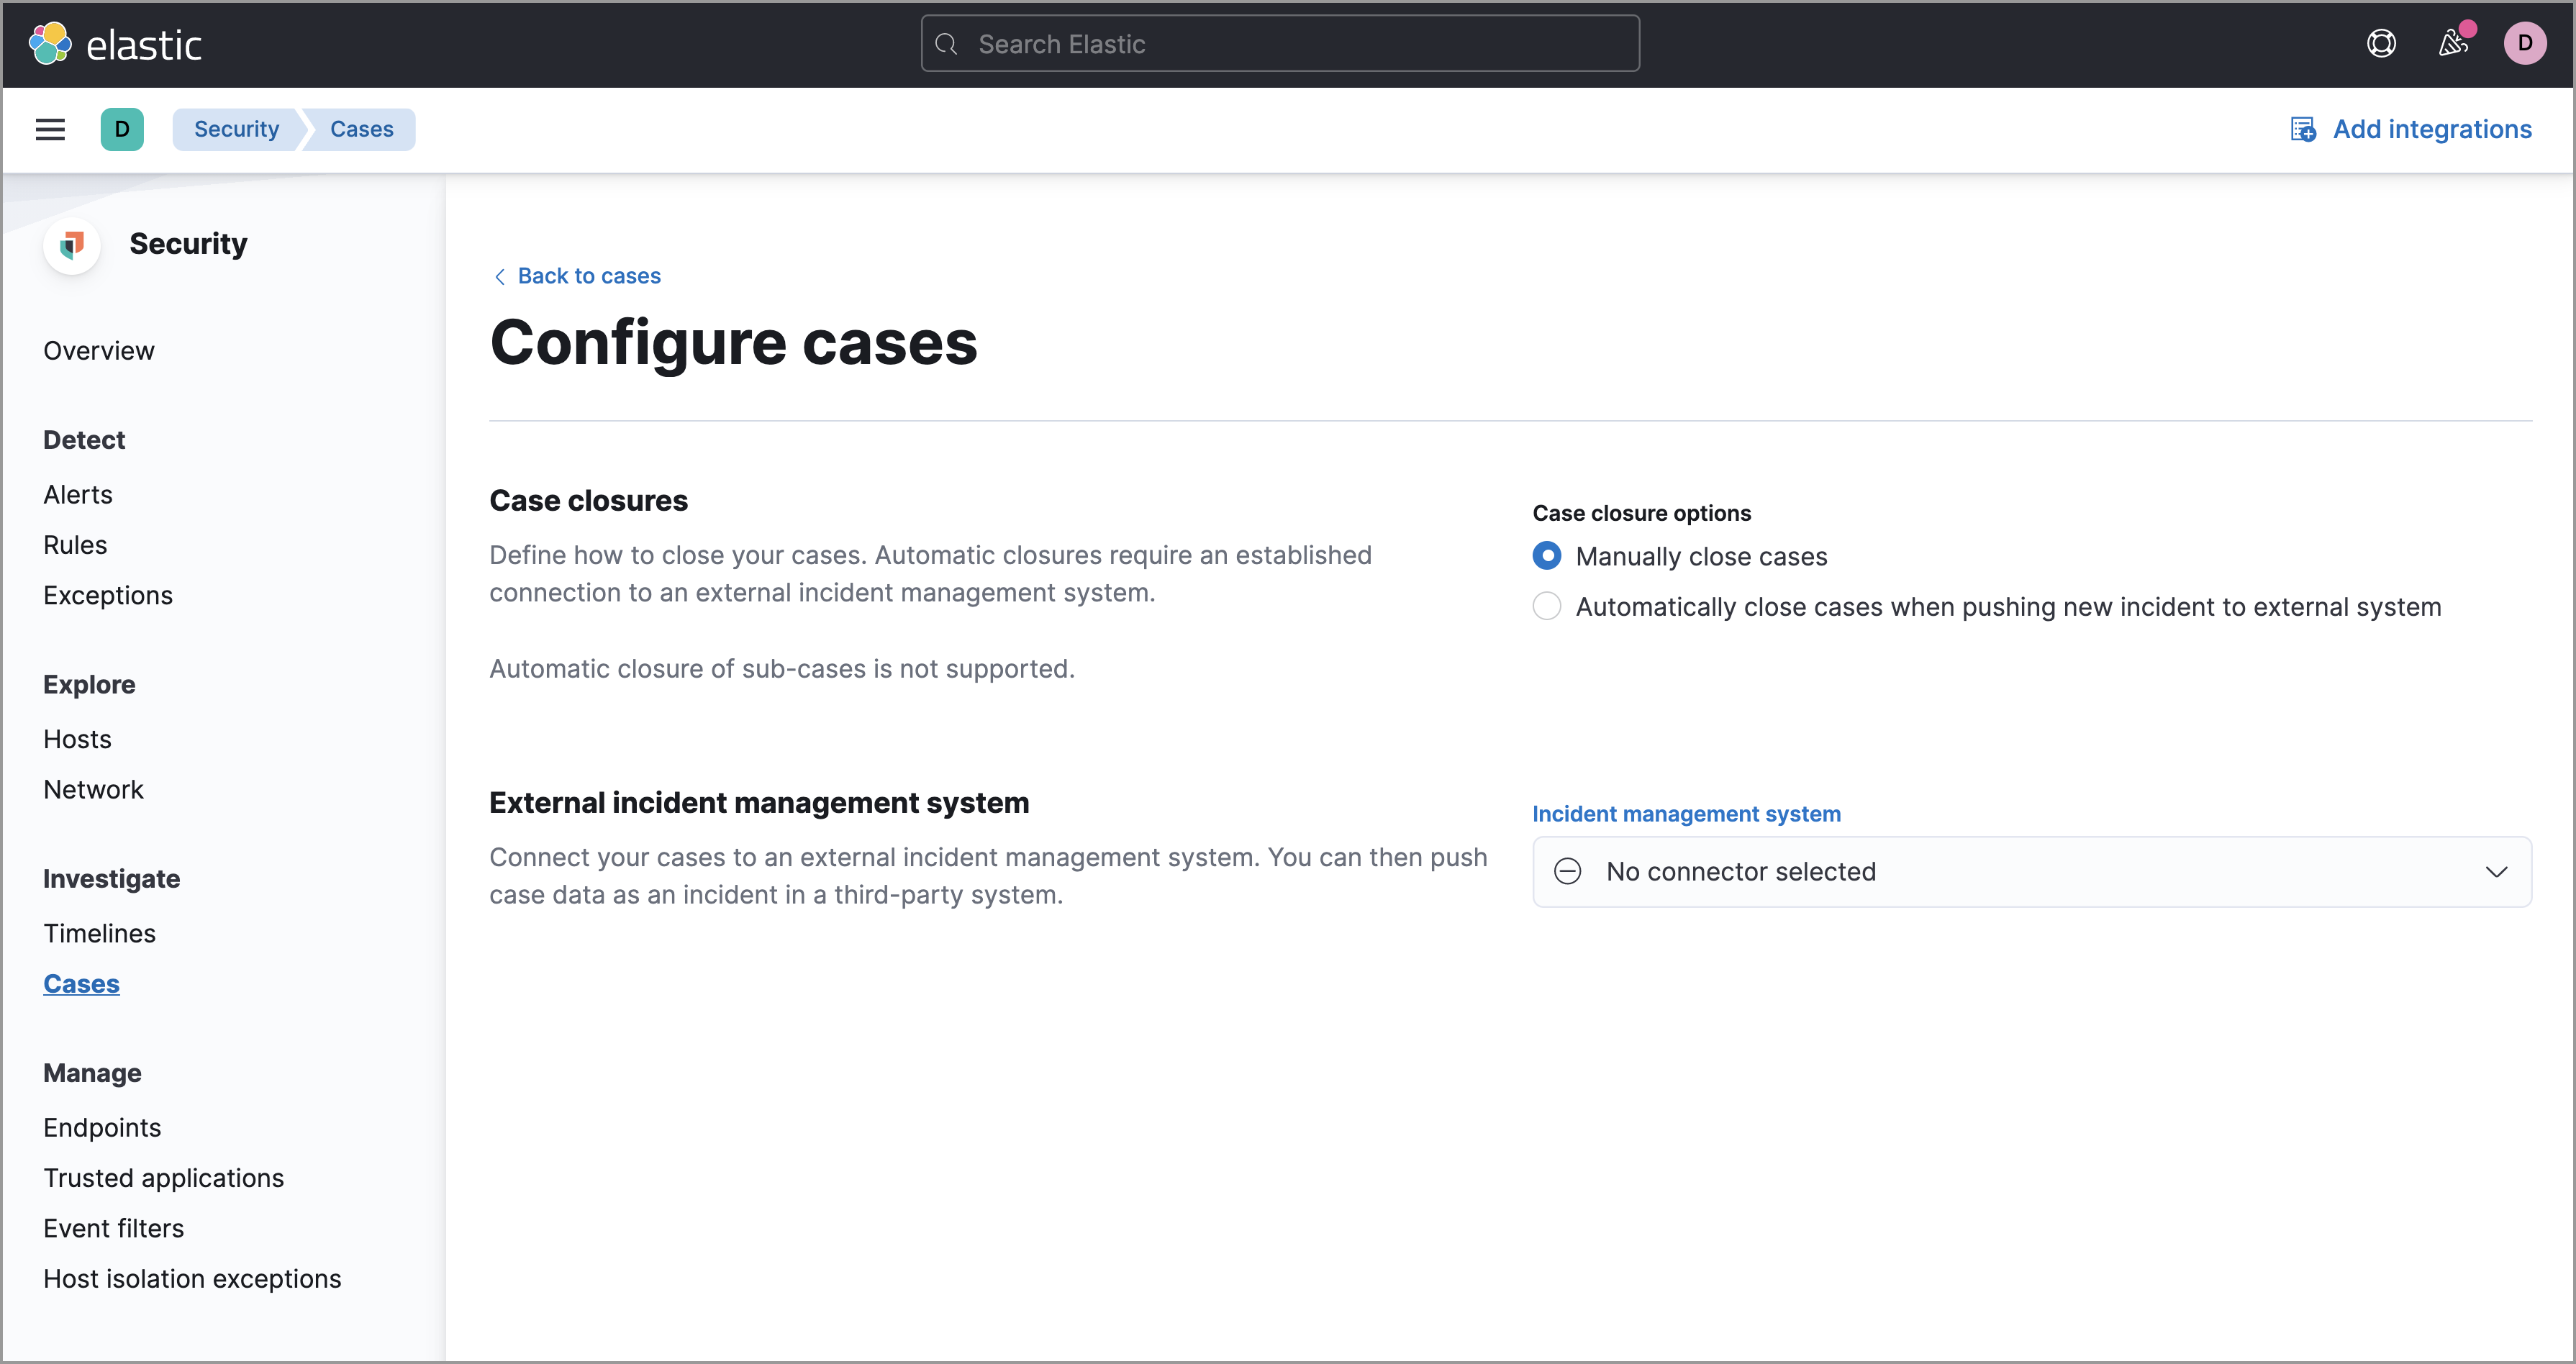 elastic
Search Elastic
D
D
Security
Cases
Add integrations
Security
Overview
Detect
Alerts
Rules
Exceptions
Explore
Hosts
Network
Investigate
Timelines
Cases
Manage
Endpoints
Trusted applications
Event filters
Host isolation exceptions
Back to cases
Configure cases
Case closures
Define how to close your cases. Automatic closures require an established
connection to an external incident management system.
Automatic closure of sub-cases is not supported.
Case closure options
Manually close cases
Automatically close cases when pushing new incident to external system
External incident management system
Connect your cases to an external incident management system. You can then push
case data as an incident in a third-party system.
Incident management system
No connector selected